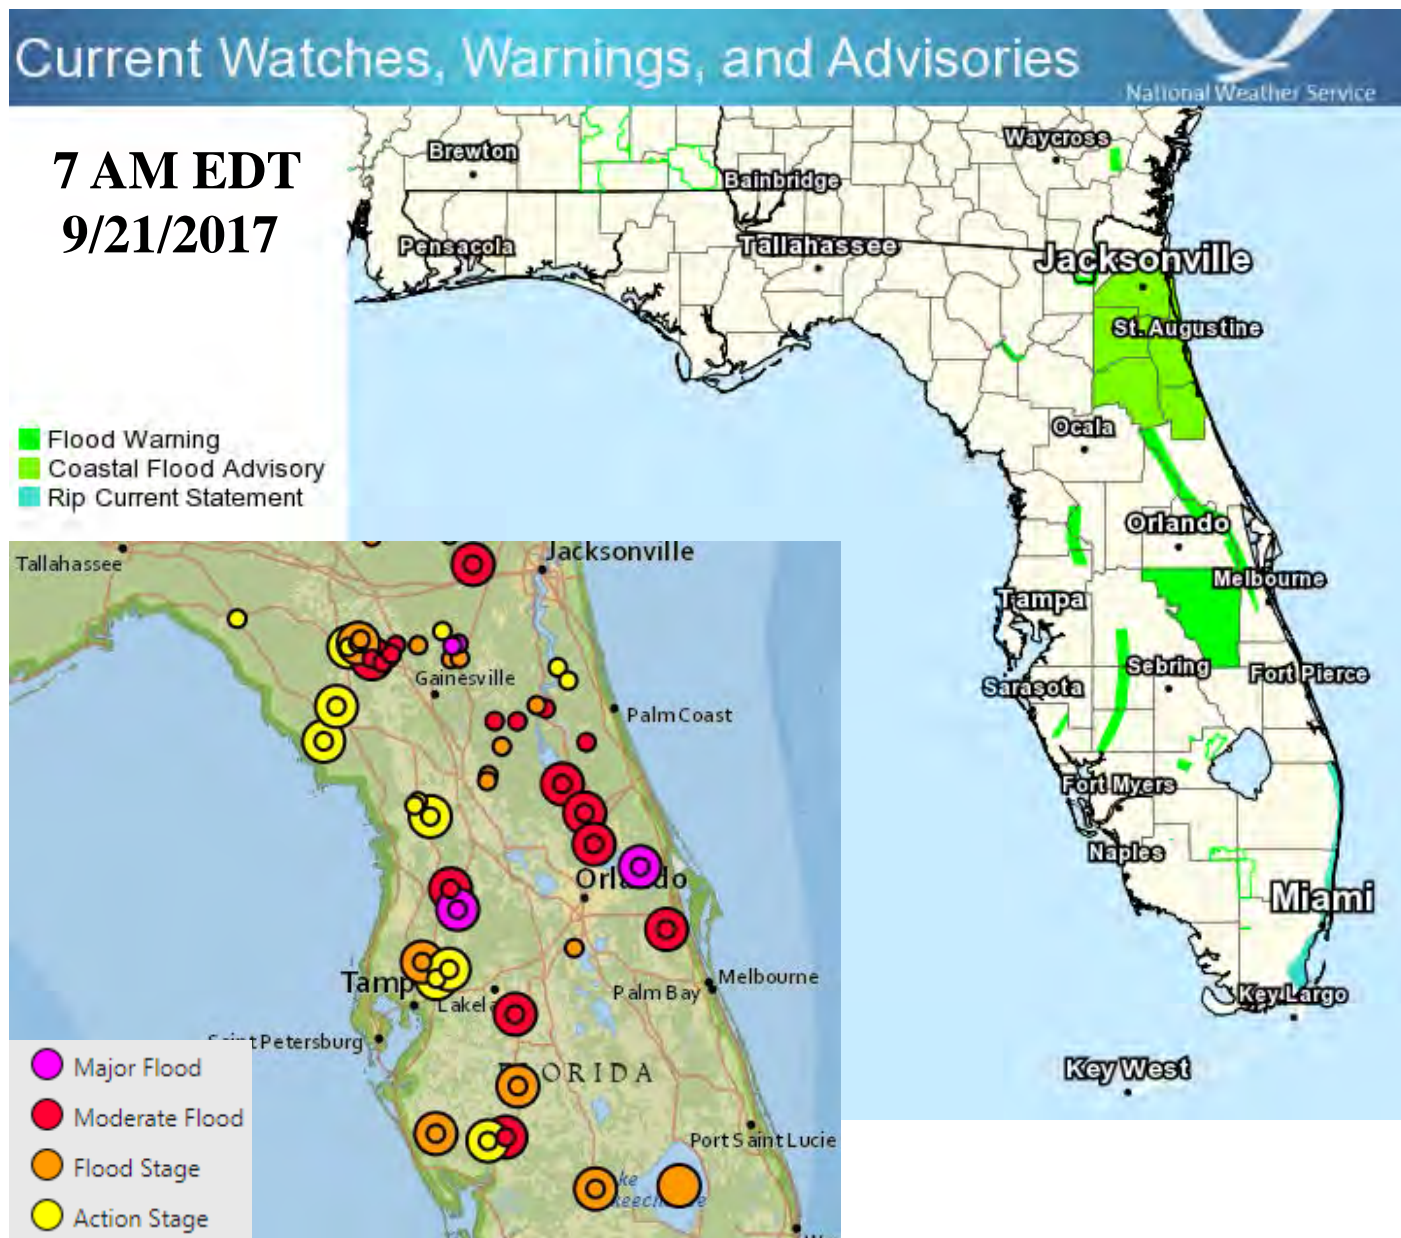 Current Watches, Warnings, and Advisories
National Weather Service
7 AM EDT
9/21/2017
Brewton
Bainbridge
Waycross
Pensacola
Tallahassee
Jacksonville
St. Augustine
Ocala
Orlando
Melbourne
Tampa
Sebring
Fort Pierce
Sarasota
Fort Myers
Naples
Miami
Key Largo
Key West
Flood Warning
Coastal Flood Advisory
Rip Current Statement
Tallahassee
Jacksonville
Gainesville
Palm Coast
Orlando
Tamp
Lakel
Melbourne
Palm Bay
Saint Petersburg
FLORIDA
Port Saint Lucie
Major Flood
Moderate Flood
Flood Stage
Action Stage